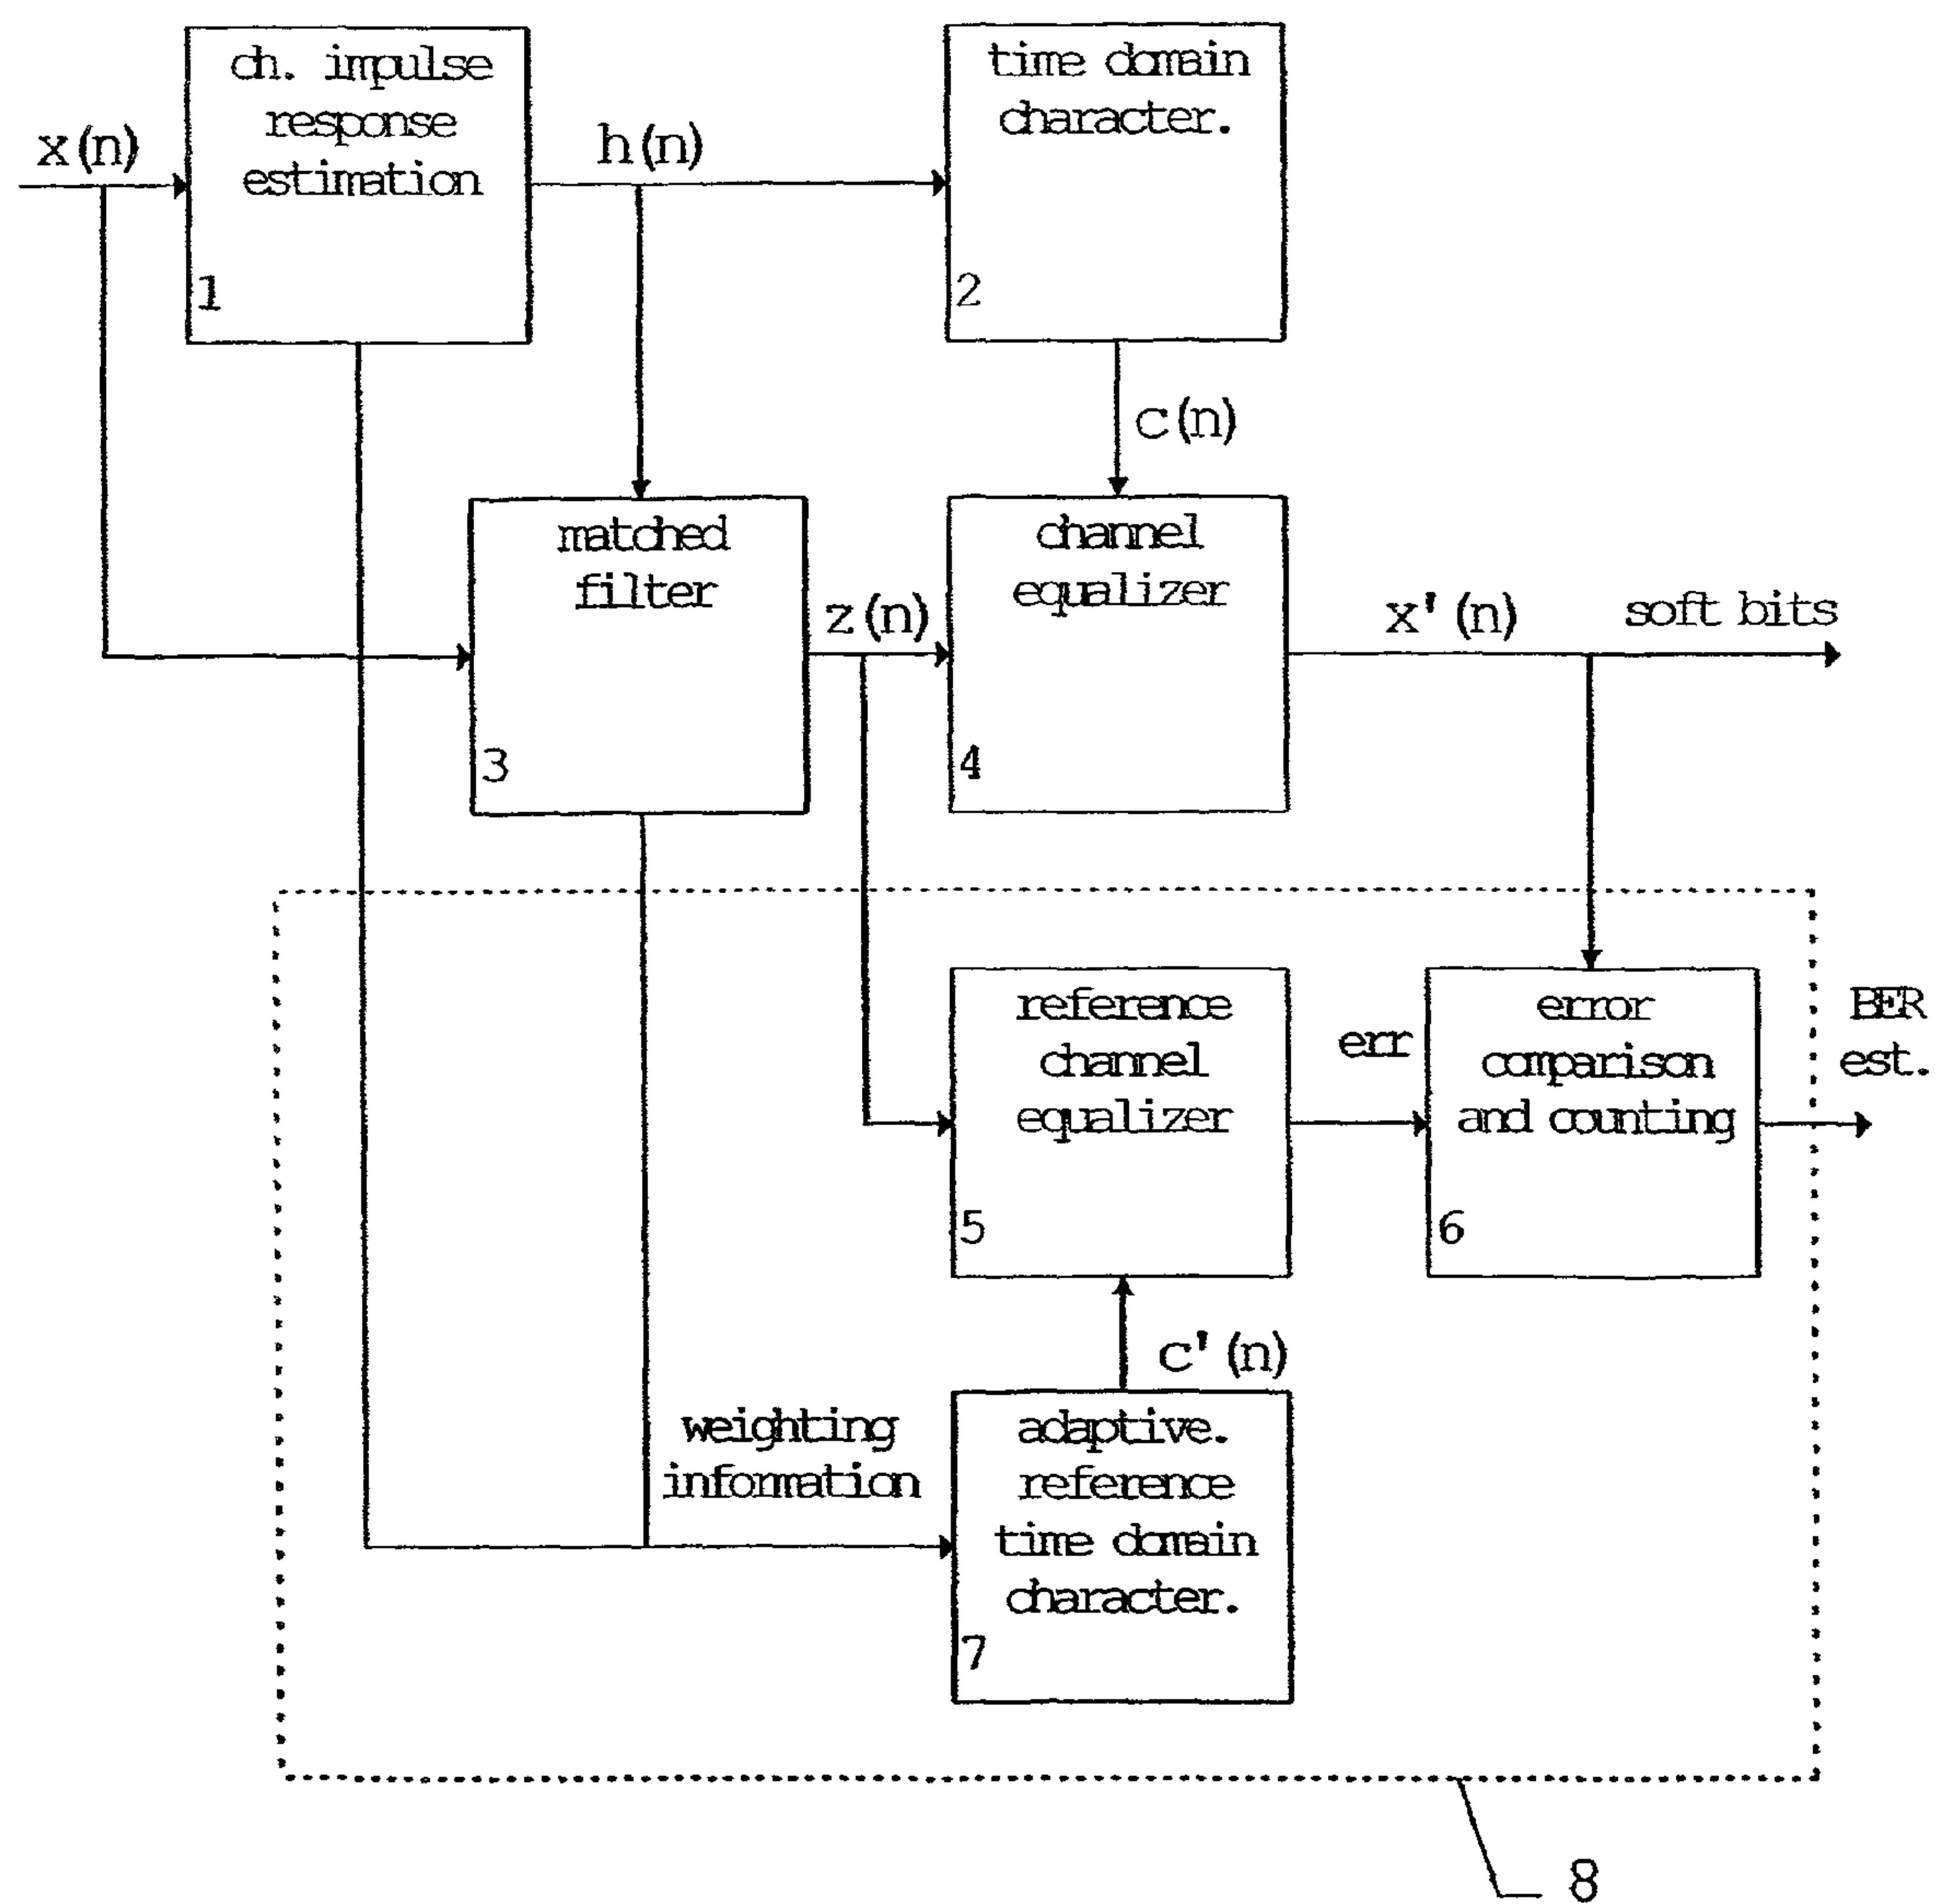 ch. impulse
response
estimation
1
time domain
character.
2
x(n)
h(n)
c(n)
matched
filter
3
z(n)
channel
equalizer
4
x'(n)
soft bits
reference
channel
equalizer
5
err
error
comparison
and counting
6
BER
est.
c'(n)
weighting
information
adaptive.
reference
time domain
character.
7
8